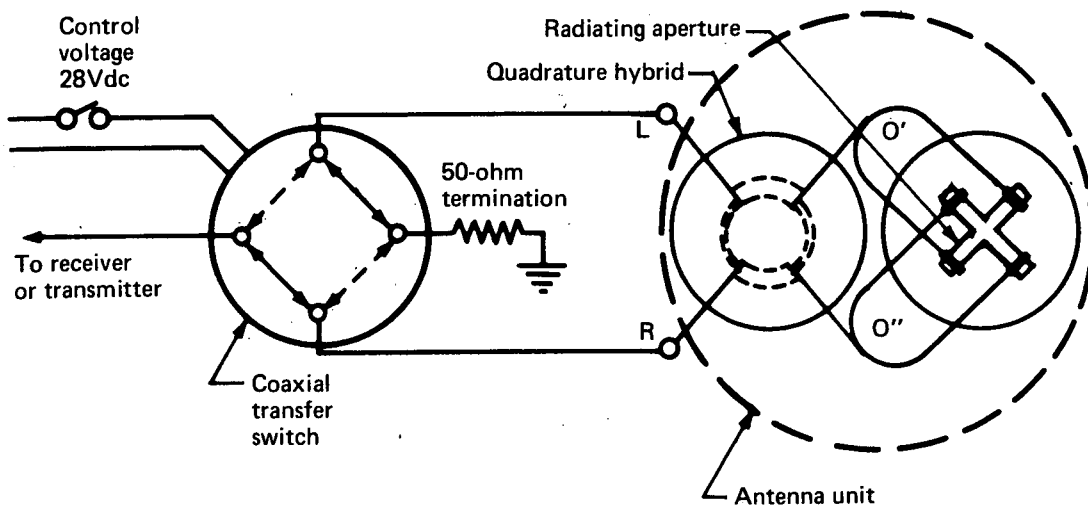 Control
voltage
28Vdc
Radiating aperture
Quadrature hybrid
L
O'
50-ohm
termination
To receiver
or transmitter
R
O''
Coaxial
transfer
switch
Antenna unit